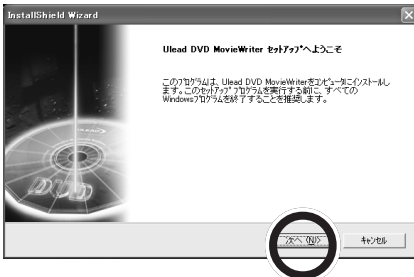 InstallShield Wizard
Ulead DVD MovieWriter ｾｯﾄｱｯﾌﾟへようこそ
このﾌﾟﾛｸﾞﾗﾑは、Ulead DVD MovieWriterをｺﾝﾋﾟｭｰﾀにｲﾝｽﾄｰﾙし
ます。このｾｯﾄｱｯﾌﾟ ﾌﾟﾛｸﾞﾗﾑを実行する前に、すべての
Windowsﾌﾟﾛｸﾞﾗﾑを終了することを推奨します。
DVD
次へ (N)>
ｷｬﾝｾﾙ